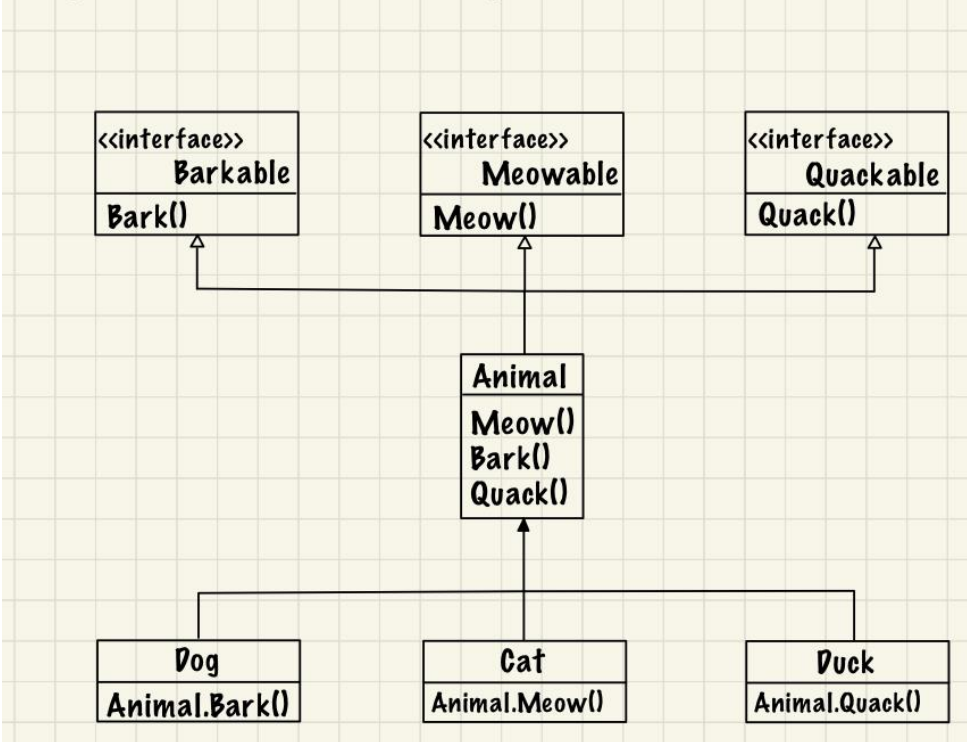 <<interface>>
Barkable
Bark()
<<interface>>
Meowable
Meow()
<<interface>>
Quackable
Quack()
Animal
Meow()
Bark()
Quack()
Dog
Animal.Bark()
Cat
Animal.Meow()
Duck
Animal.Quack()